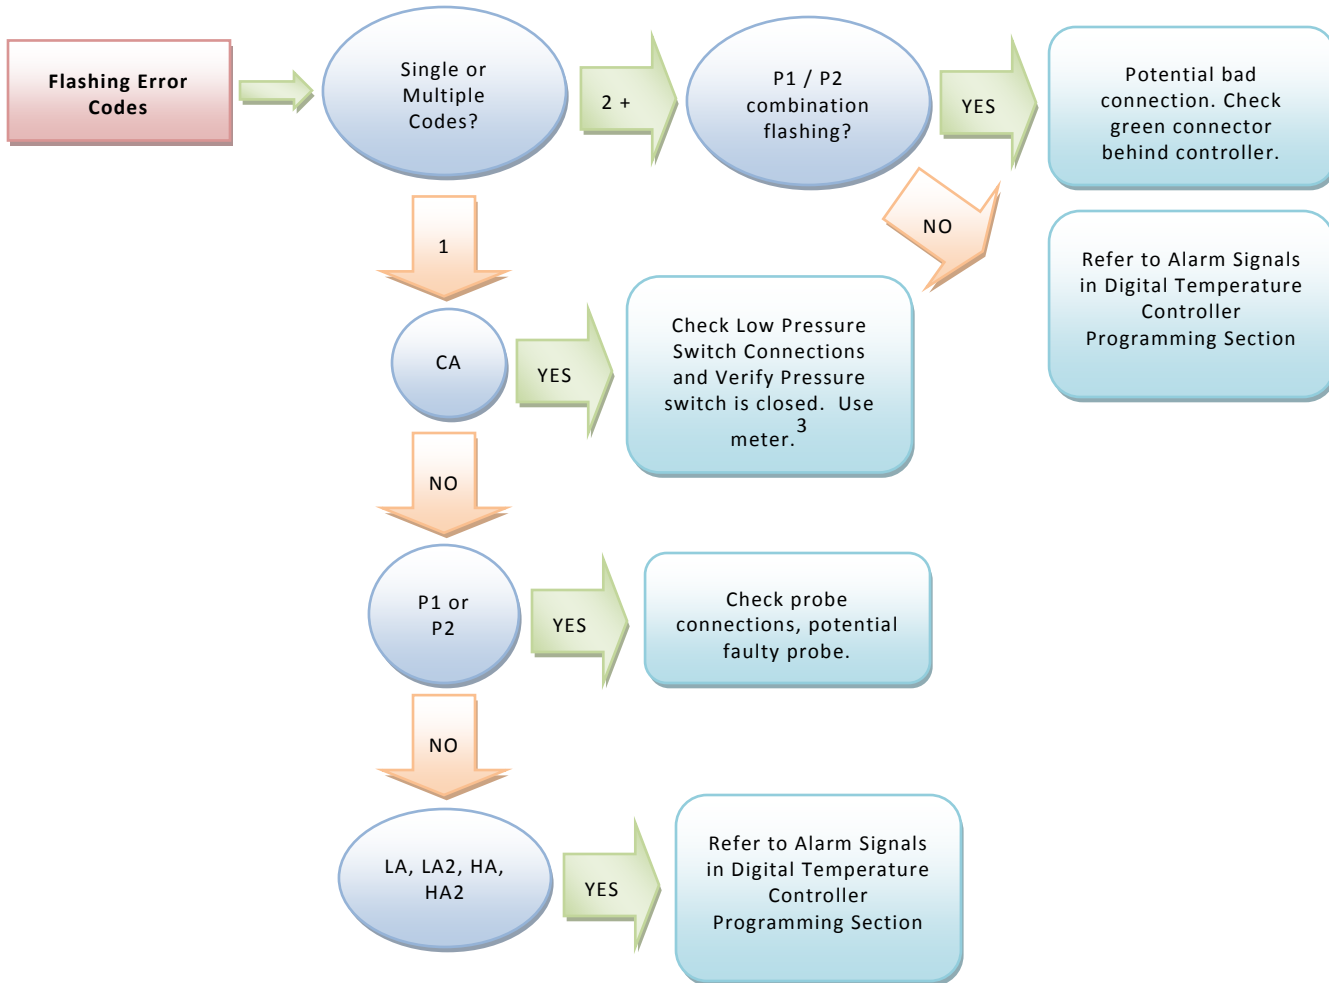 Flashing Error
Codes
Single or
Multiple
Codes?
2 +
P1 / P2
combination
flashing?
YES
Potential bad
connection. Check
green connector
behind controller.
NO
Refer to Alarm Signals
in Digital Temperature
Controller
Programming Section
1
CA
YES
Check Low Pressure
Switch Connections
and Verify Pressure
switch is closed.  Use
meter.3
NO
P1 or
P2
YES
Check probe
connections, potential
faulty probe.
NO
LA, LA2, HA,
HA2
YES
Refer to Alarm Signals
in Digital Temperature
Controller
Programming Section